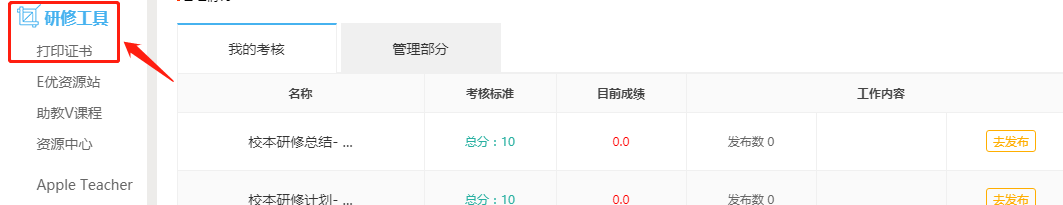 研修工具
打印证书
E优资源站
助教V课程
资源中心
Apple Teacher
我的考核 管理部分
名称 考核标准 目前成绩 工作内容
校本研修总结- ... 总分：10 0.0 发布数 0 去发布
校本研修计划- ... 总分：10 0.0 发布数 0 去发布